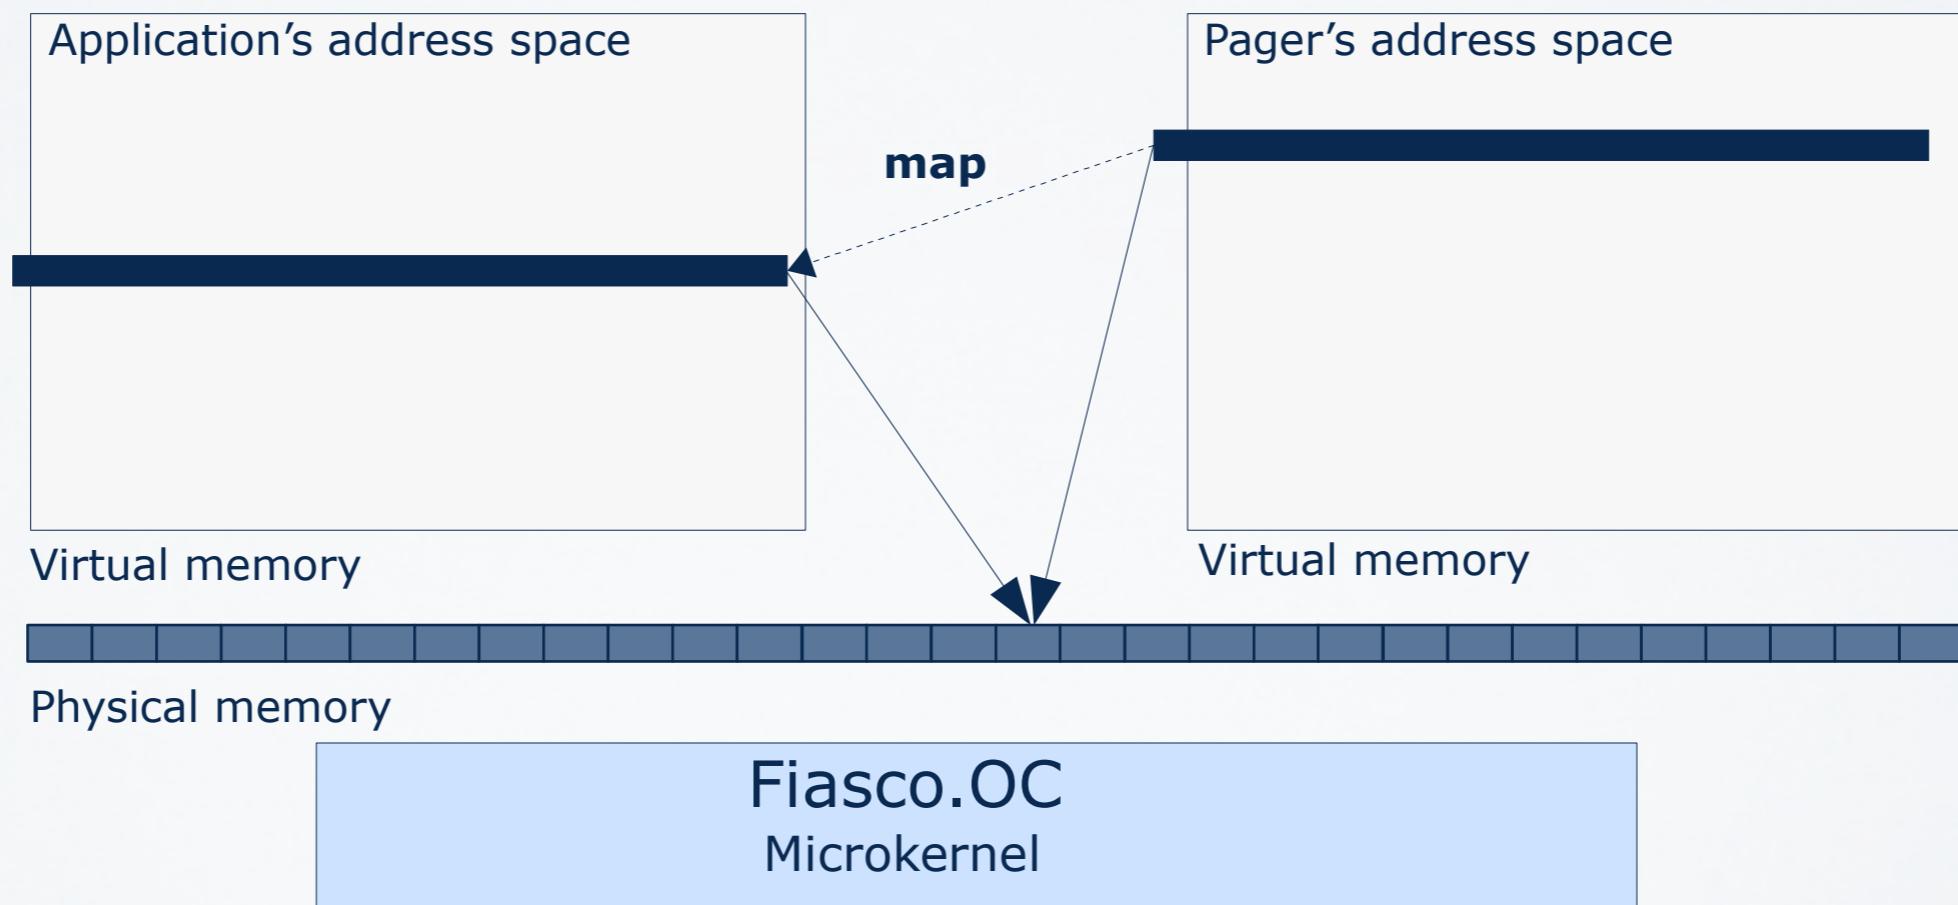 Application’s address space
Pager’s address space
map
Virtual memory
Virtual memory
Physical memory
Fiasco.OC
Microkernel